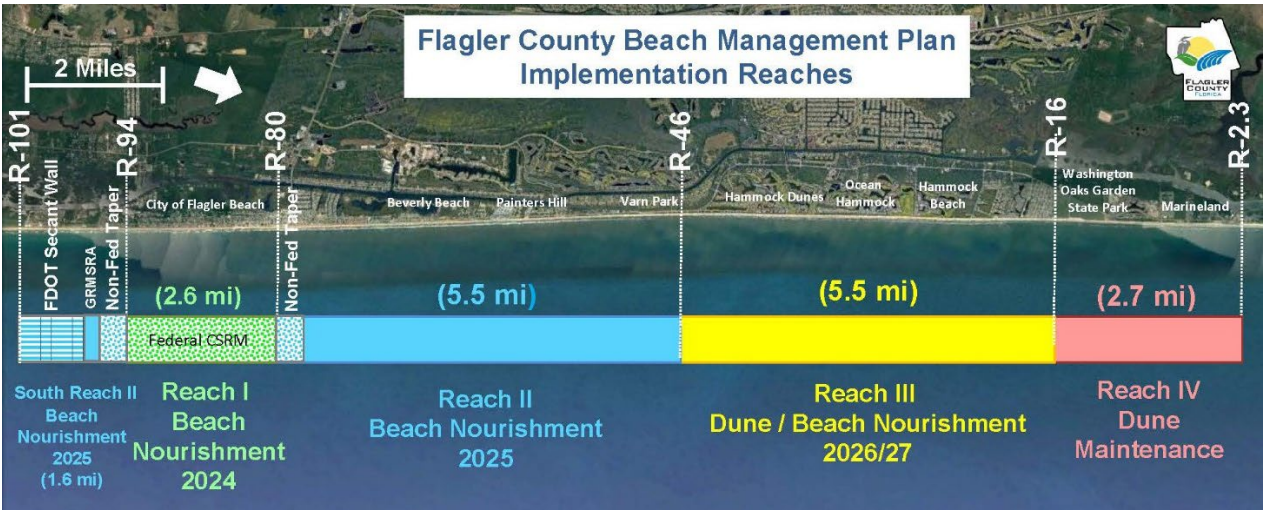 Flagler County Beach Management Plan
Implementation Reaches
FLAGLER
COUNTY
FLORIDA
2 Miles
R-101
R-94
R-80
R-46
R-16
R-2.3
FDOT Secant Wall
GRMSRA
Non-Fed Taper
City of Flagler Beach
Non-Fed Taper
Beverly Beach
Painters Hill
Varn Park
Hammock Dunes
Ocean
Hammock
Hammock
Beach
Washington
Oaks Garden
State Park
Marineland
(2.6 mi)
(5.5 mi)
(5.5 mi)
(2.7 mi)
Federal CSRM
South Reach II
Beach
Nourishment
2025
(1.6 mi)
Reach I
Beach
Nourishment
2024
Reach II
Beach Nourishment
2025
Reach III
Dune / Beach Nourishment
2026/27
Reach IV
Dune
Maintenance